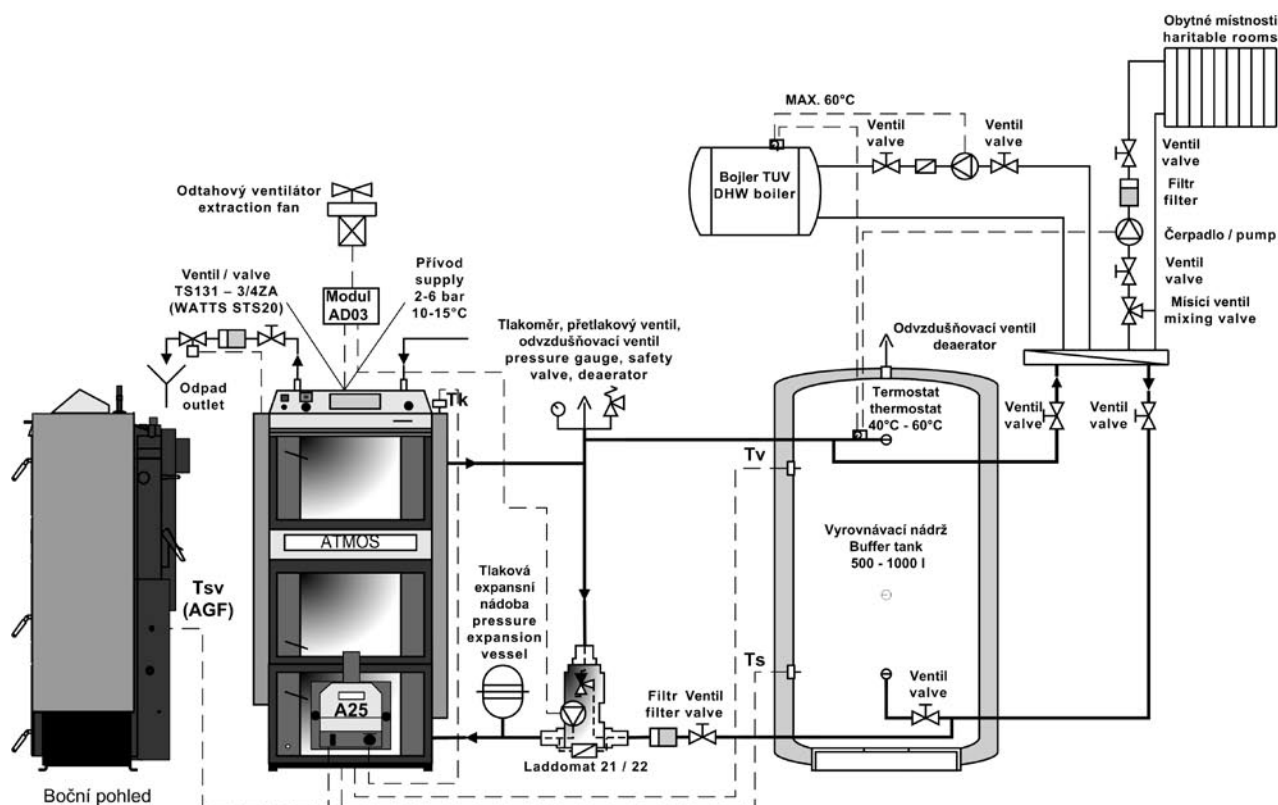 Obytné místnosti
haritable rooms
MAX. 60°C
Ventil
valve
Ventil
valve
Bojler TUV
DHW boiler
Ventil
valve
Filtr
filter
Čerpadlo / pump
Ventil
valve
Mísící ventil
mixing valve
Odtahový ventilátor
extraction fan
Ventil / valve
TS131 – 3/4ZA
(WATTS STS20)
Modul
AD03
Přívod
supply
2-6 bar
10-15°C
Odpad
outlet
Tk
Tlakoměr, přetlakový ventil,
odvzdušňovací ventil
pressure gauge, safety
valve, deaerator
Odvzdušňovací ventil
deaerator
Termostat
thermostat
40°C - 60°C
Ventil
valve
Ventil
valve
Tv
ATMOS
Vyrovnávací nádrž
Buffer tank
500 - 1000 l
Tsv
(AGF)
Tlaková
expansní
nádoba
pressure
expansion
vessel
Ts
Ventil
valve
A25
Filtr Ventil
filter valve
Laddomat 21 / 22
Boční pohled